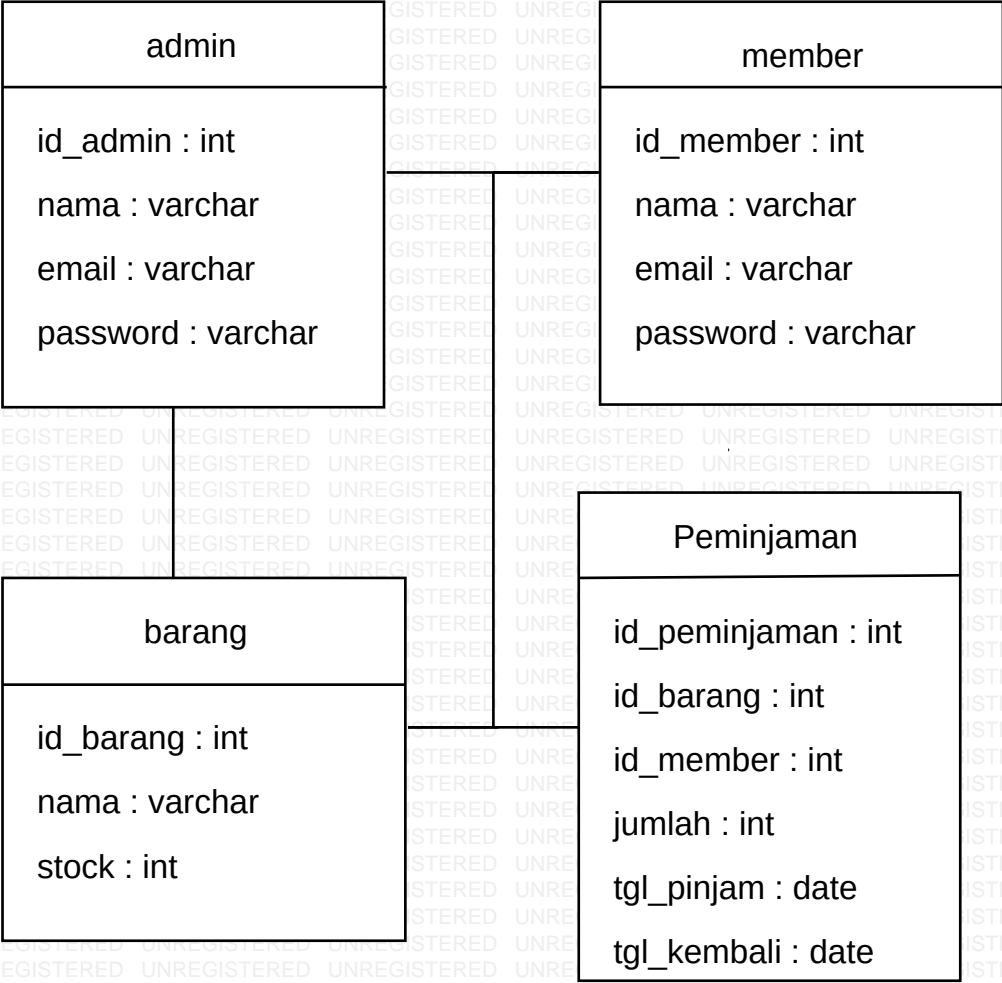 admin
id_admin : int
nama : varchar
email : varchar
password : varchar
member
id_member : int
nama : varchar
email : varchar
password : varchar
barang
id_barang : int
nama : varchar
stock : int
Peminjaman
id_peminjaman : int
id_barang : int
id_member : int
jumlah : int
tgl_pinjam : date
tgl_kembali : date
UNREGISTERED